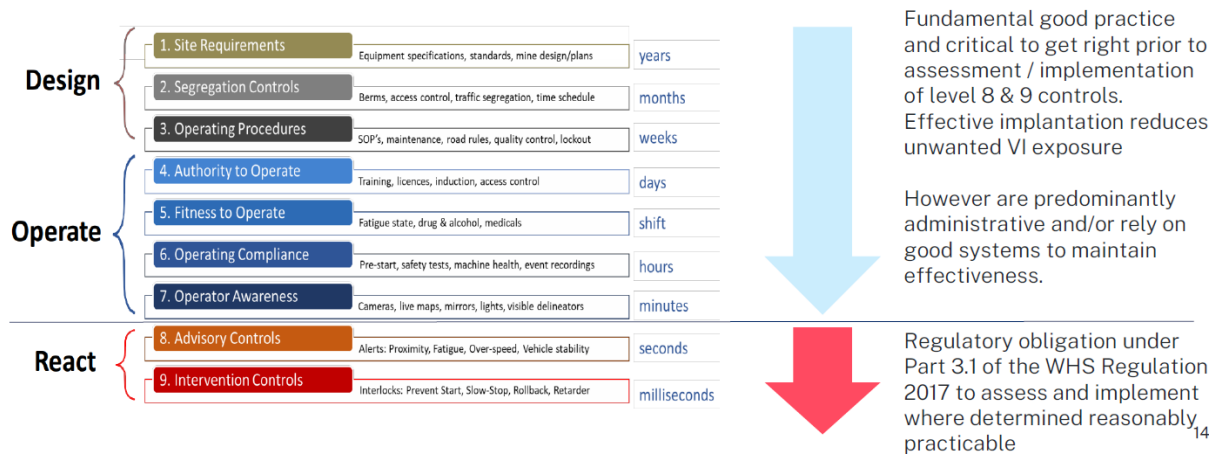 Design
1. Site Requirements
Equipment specifications, standards, mine design/plans
years
2. Segregation Controls
Berms, access control, traffic segregation, time schedule
months
3. Operating Procedures
SOP's, maintenance, road rules, quality control, lockout
weeks
Operate
4. Authority to Operate
Training, licences, induction, access control
days
5. Fitness to Operate
Fatigue state, drug & alcohol, medicals
shift
6. Operating Compliance
Pre-start, safety tests, machine health, event recordings
hours
7. Operator Awareness
Cameras, live maps, mirrors, lights, visible delineators
minutes
React
8. Advisory Controls
Alerts: Proximity, Fatigue, Over-speed, Vehicle stability
seconds
9. Intervention Controls
Interlocks: Prevent Start, Slow-Stop, Rollback, Retarder
milliseconds
Fundamental good practice
and critical to get right prior to
assessment / implementation
of level 8 & 9 controls.
Effective implantation reduces
unwanted VI exposure
However are predominantly
administrative and/or rely on
good systems to maintain
effectiveness.
Regulatory obligation under
Part 3.1 of the WHS Regulation
2017 to assess and implement
where determined reasonably
practicable
14